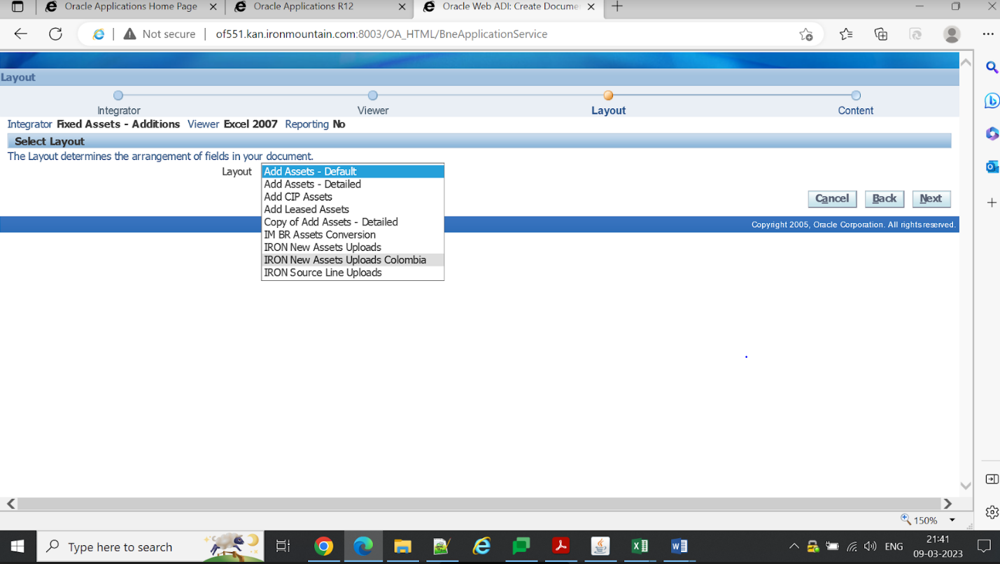 Oracle Applications Home Page
Oracle Applications R12
Oracle Web ADI: Create Docume
Not secure | of551.kan.ironmountain.com:8003/OA_HTML/BneApplicationService
Layout
Integrator
Viewer
Layout
Content
Integrator Fixed Assets - Additions Viewer Excel 2007 Reporting No
Select Layout
The Layout determines the arrangement of fields in your document.
Layout
Add Assets - Default
Add Assets - Detailed
Add CIP Assets
Add Leased Assets
Copy of Add Assets - Detailed
IM BR Assets Conversion
IRON New Assets Uploads
IRON New Assets Uploads Colombia
IRON Source Line Uploads
Cancel Back Next
Copyright 2005, Oracle Corporation. All rights reserved.
150%
Type here to search
ENG
21:41
09-03-2023